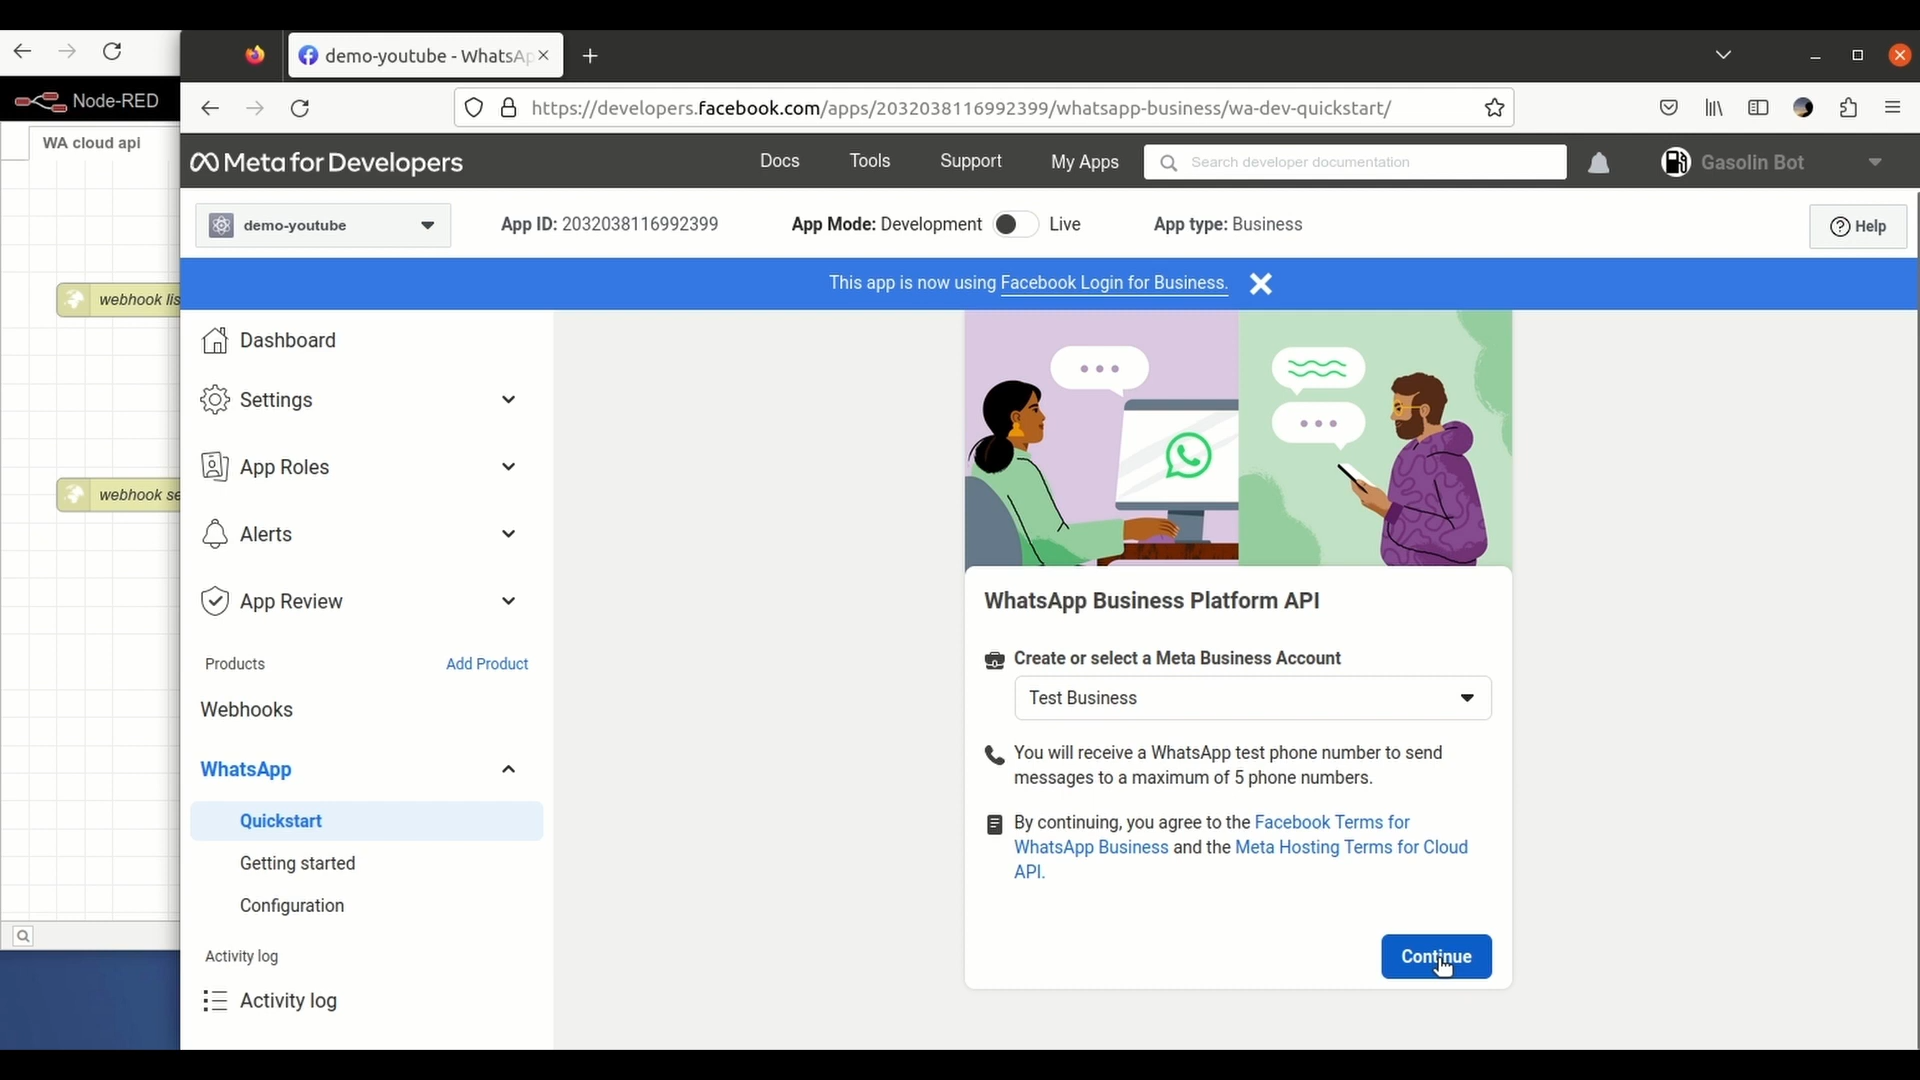 demo-youtube - WhatsAp
Node-RED
https://developers.facebook.com/apps/2032038116992399/whatsapp-business/wa-dev-quickstart/
WA cloud api
Meta for Developers
Docs
Tools
Support
My Apps
Search developer documentation
Gasolin Bot
demo-youtube
App ID: 2032038116992399
App Mode: Development
Live
App type: Business
Help
This app is now using Facebook Login for Business.
webhook lis
webhook se
Dashboard
Settings
App Roles
Alerts
App Review
Products
Add Product
Webhooks
WhatsApp
Quickstart
Getting started
Configuration
Activity log
Activity log
WhatsApp Business Platform API
Create or select a Meta Business Account
Test Business
You will receive a WhatsApp test phone number to send
messages to a maximum of 5 phone numbers.
By continuing, you agree to the Facebook Terms for
WhatsApp Business and the Meta Hosting Terms for Cloud
API.
Continue